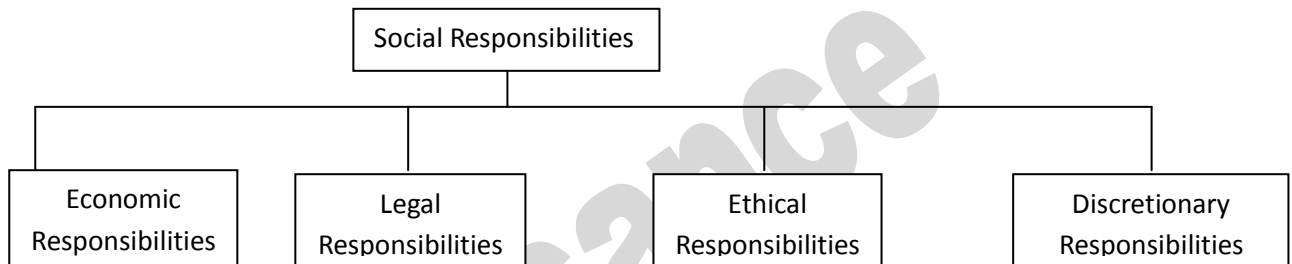 Social Responsibilities
Economic
Responsibilities
Legal
Responsibilities
Ethical
Responsibilities
Discretionary
Responsibilities